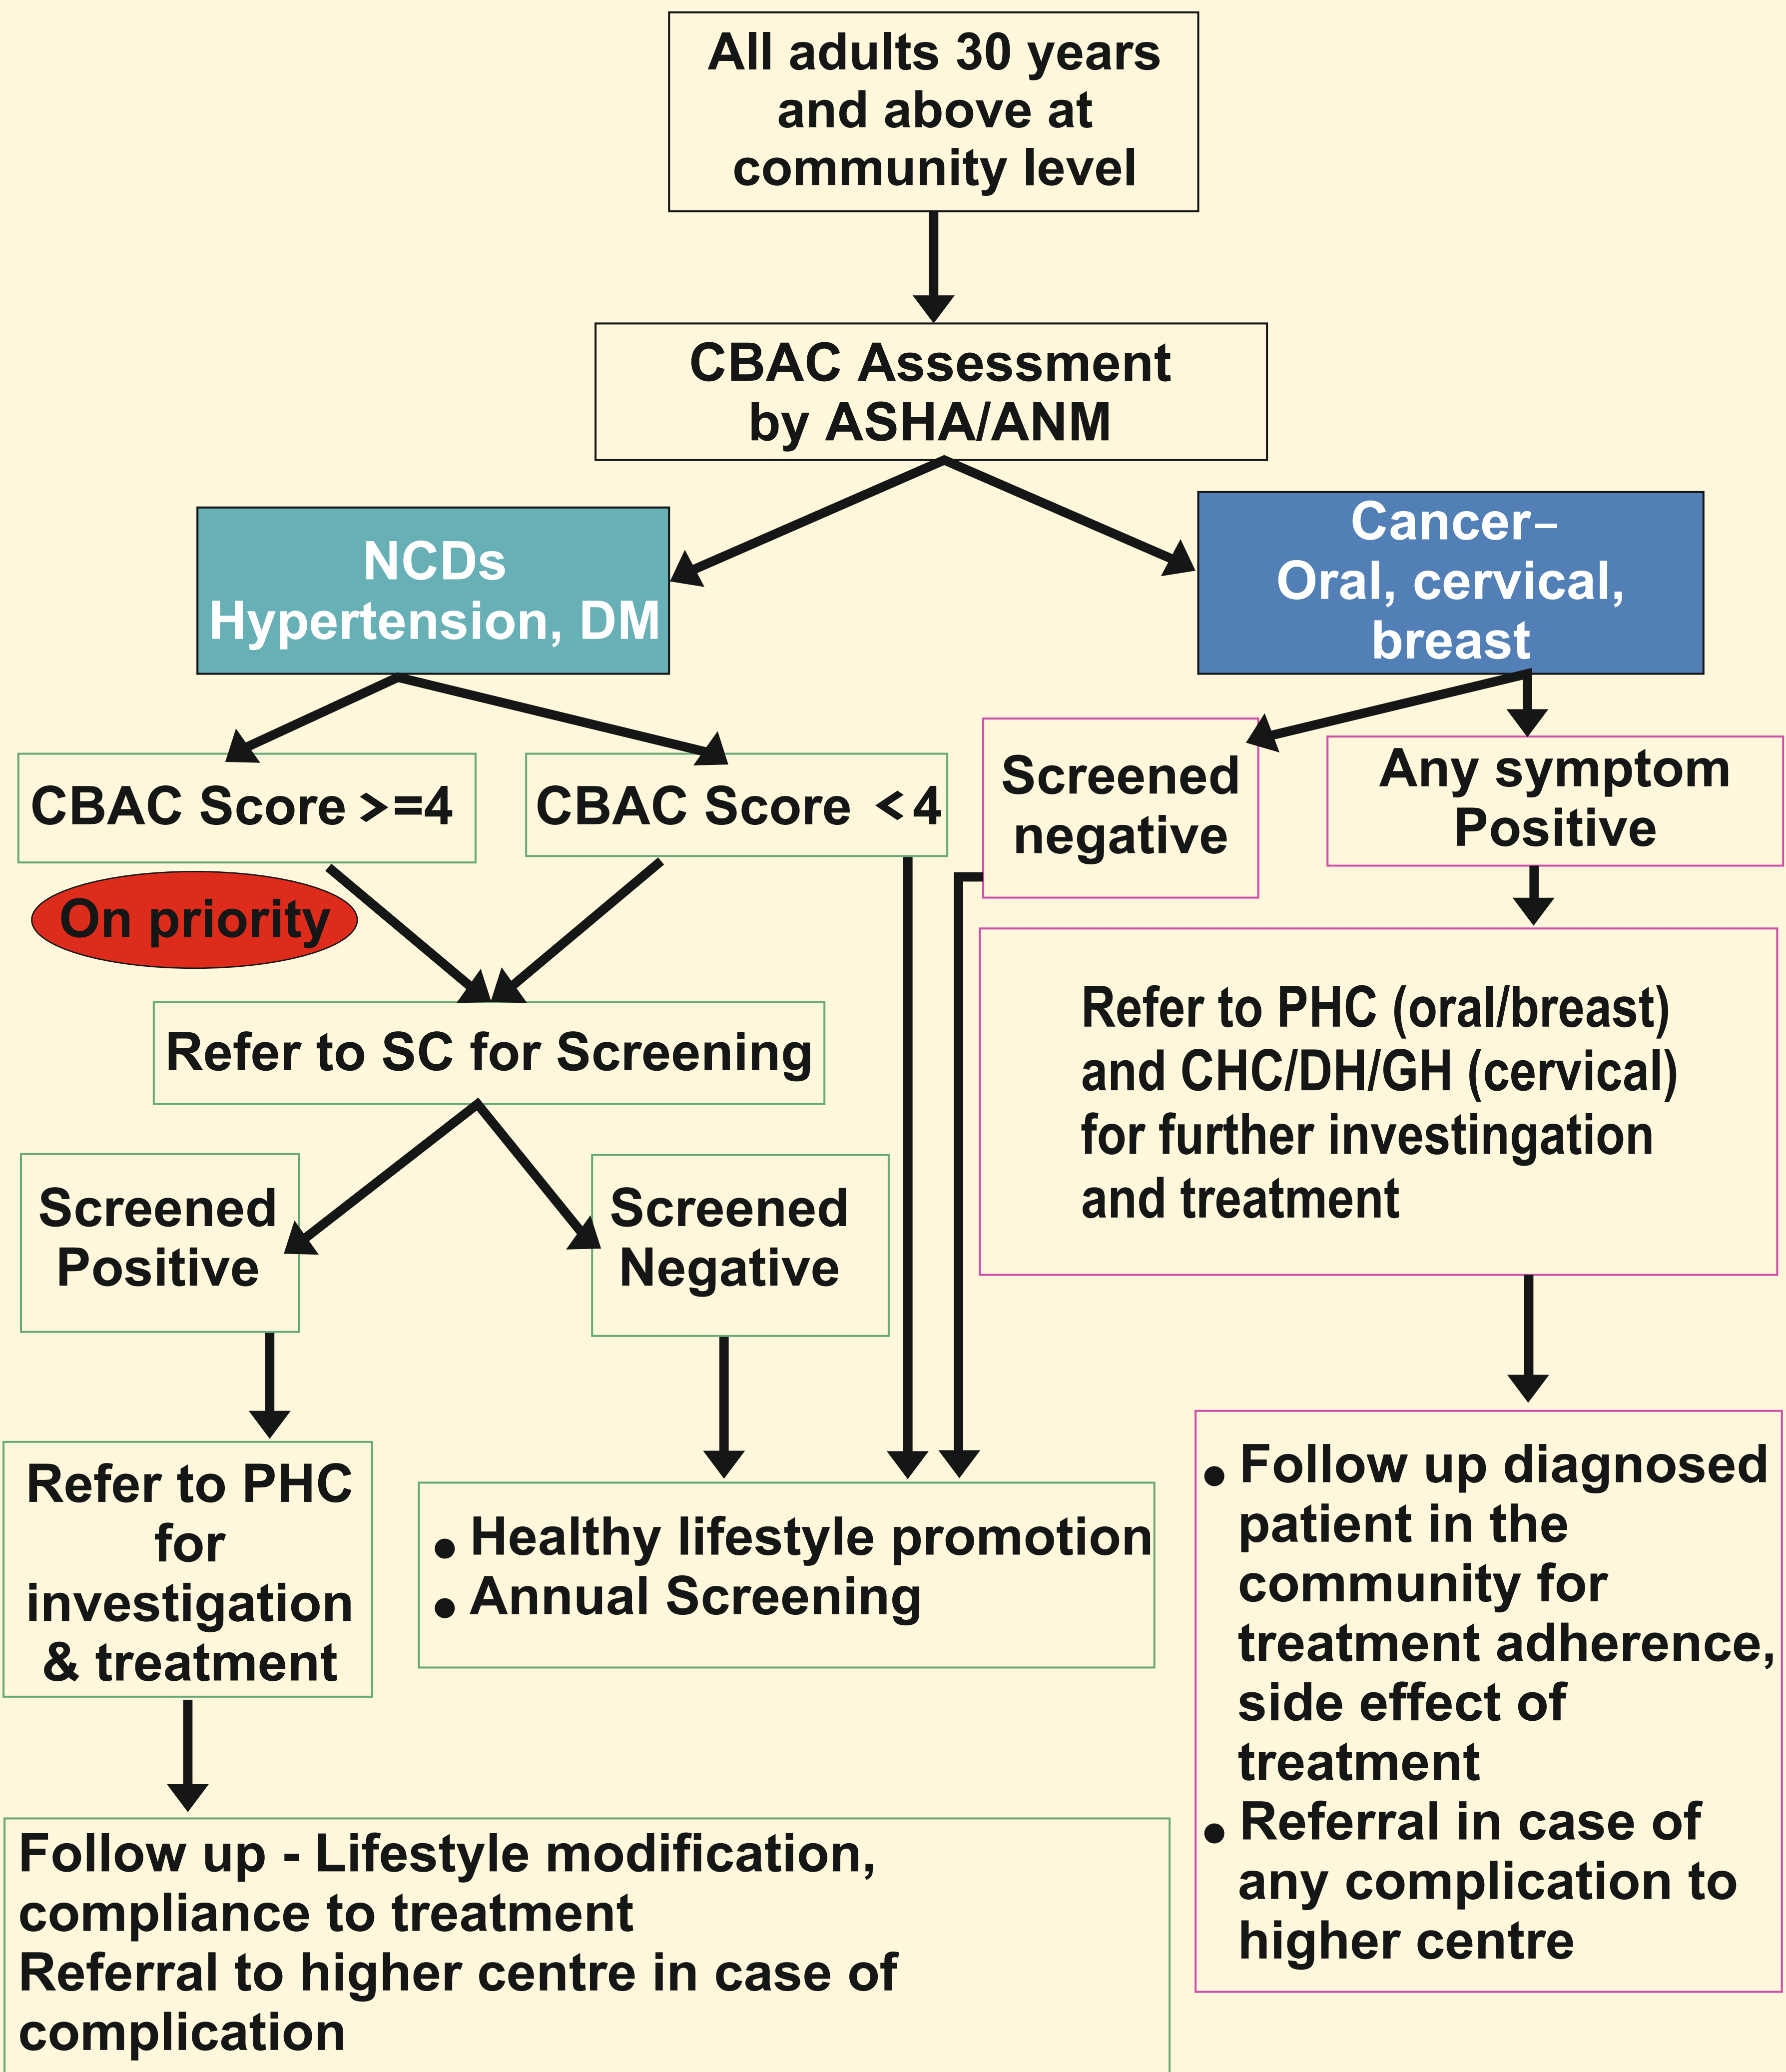 All adults 30 years
and above at
community level
CBAC Assessment
by ASHA/ANM
NCDs
Hypertension, DM
Cancer–
Oral, cervical,
breast
CBAC Score >=4
CBAC Score <4
Screened
negative
Any symptom
Positive
On priority
Refer to SC for Screening
Refer to PHC (oral/breast)
and CHC/DH/GH (cervical)
for further investingation
and treatment
Screened
Positive
Screened
Negative
Refer to PHC
for
investigation
& treatment
• Healthy lifestyle promotion
• Annual Screening
• Follow up diagnosed
patient in the
community for
treatment adherence,
side effect of
treatment
• Referral in case of
any complication to
higher centre
Follow up - Lifestyle modification,
compliance to treatment
Referral to higher centre in case of
complication